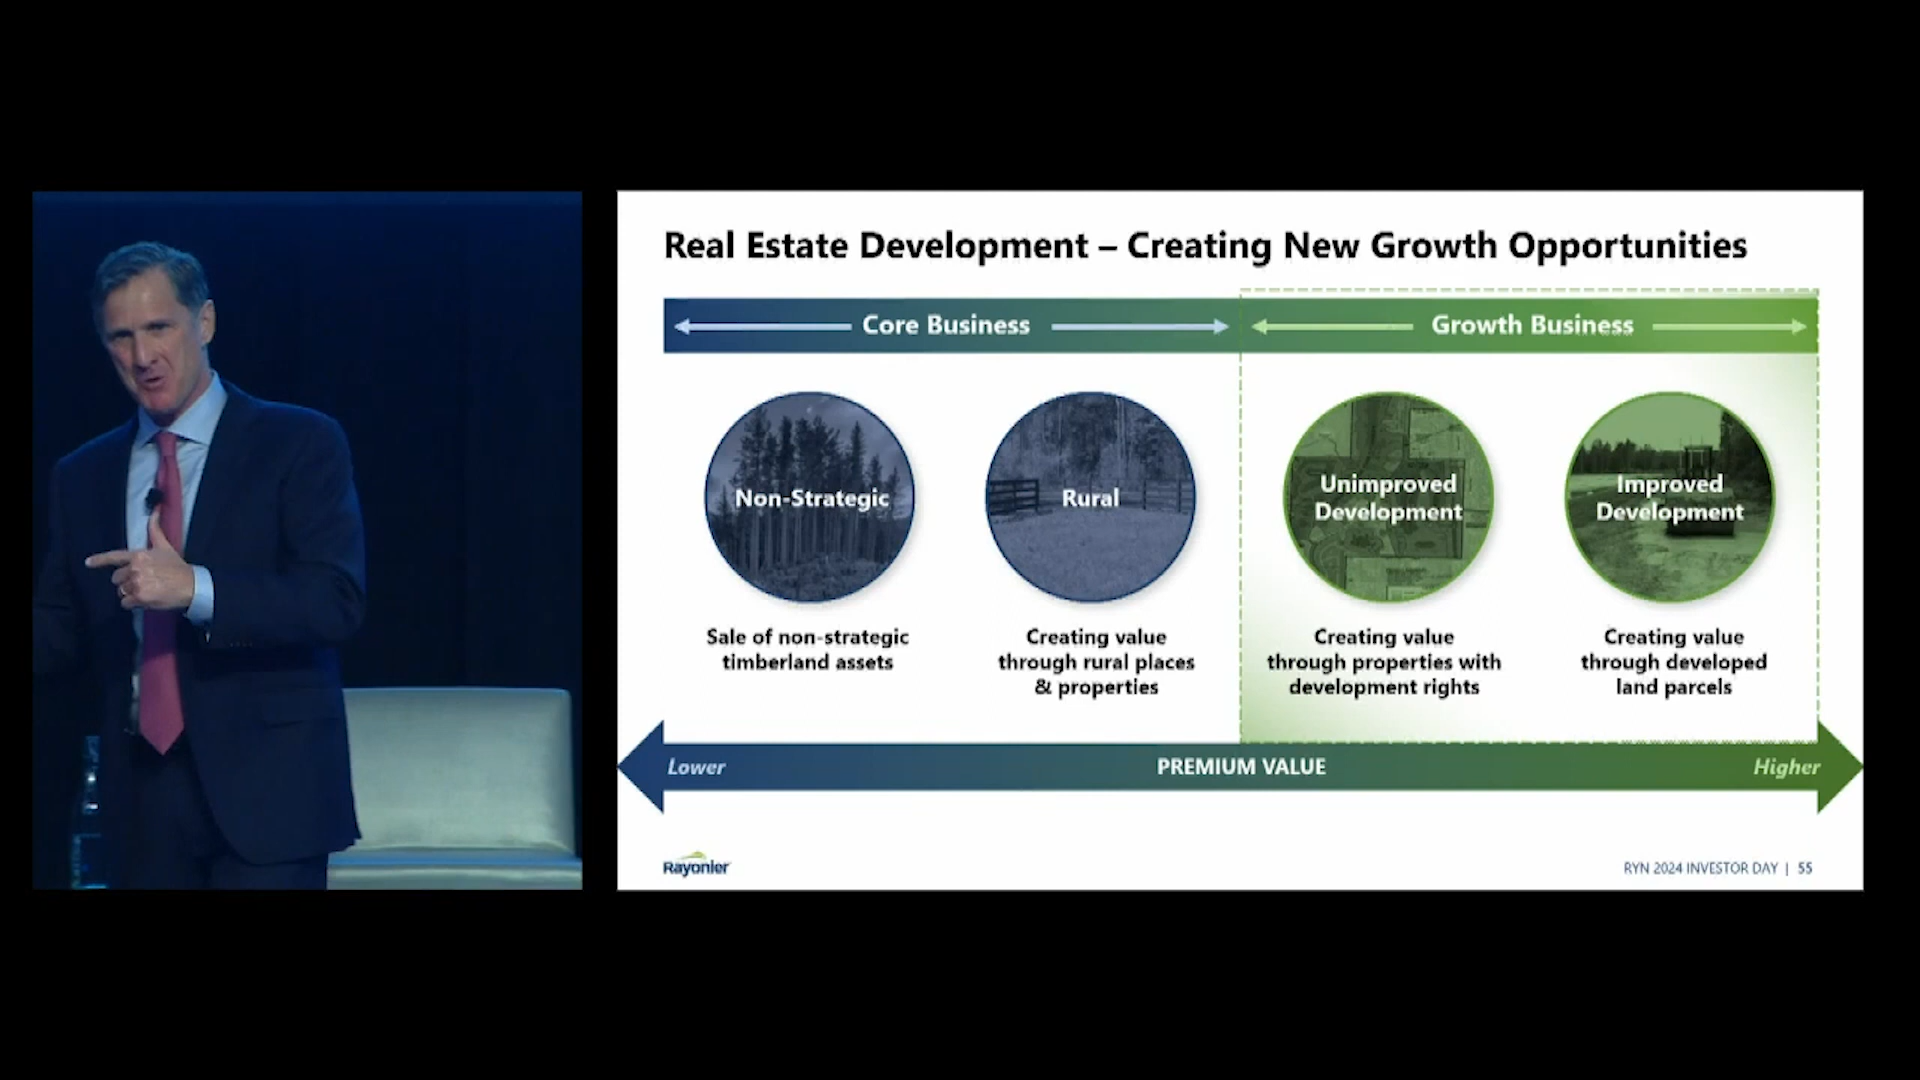 Real Estate Development – Creating New Growth Opportunities
Core Business
Growth Business
Non-Strategic
Rural
Unimproved
Development
Improved
Development
Sale of non-strategic
timberland assets
Creating value
through rural places
& properties
Creating value
through properties with
development rights
Creating value
through developed
land parcels
Lower
PREMIUM VALUE
Higher
Rayonier
RYN 2024 INVESTOR DAY | 55